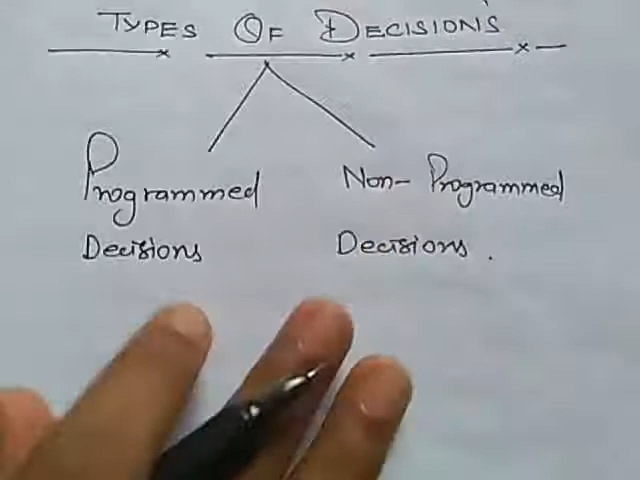 TYPES OF DECISIONS
Programmed
Decisions
Non-Programmed
Decisions.